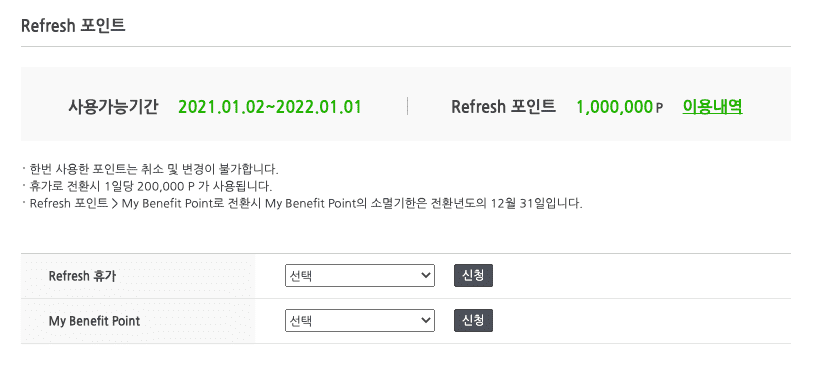 Refresh 포인트
사용가능기간 2021.01.02~2022.01.01 Refresh 포인트 1,000,000 P 이용내역
· 한번 사용한 포인트는 취소 및 변경이 불가합니다.
· 휴가로 전환시 1일당 200,000 P 가 사용됩니다.
· Refresh 포인트 > My Benefit Point로 전환시 My Benefit Point의 소멸기한은 전환년도의 12월 31일입니다.
Refresh 휴가 선택 신청
My Benefit Point 선택 신청